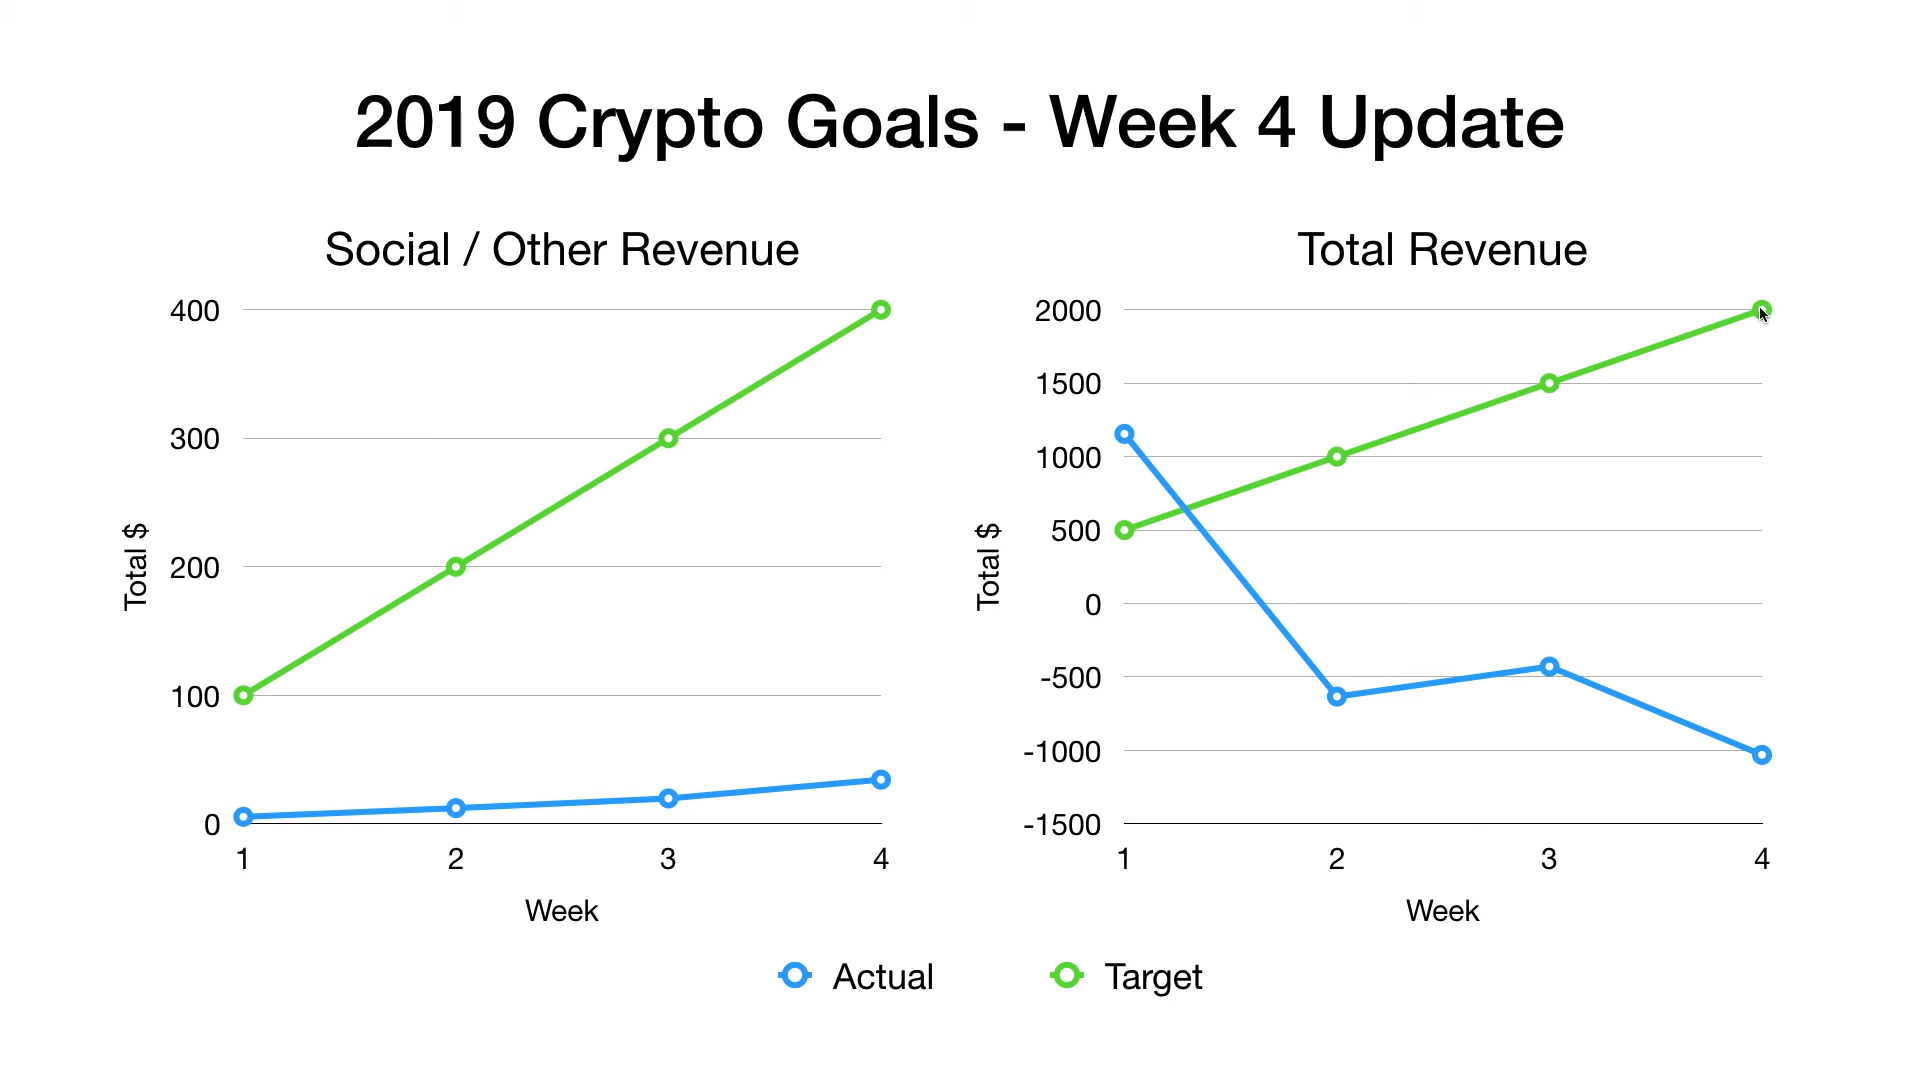 2019 Crypto Goals - Week 4 Update
Social / Other Revenue
400
300
200
100
0
Total $
1 2 3 4
Week
Total Revenue
2000
1500
1000
500
0
-500
-1000
-1500
Total $
1 2 3 4
Week
Actual
Target